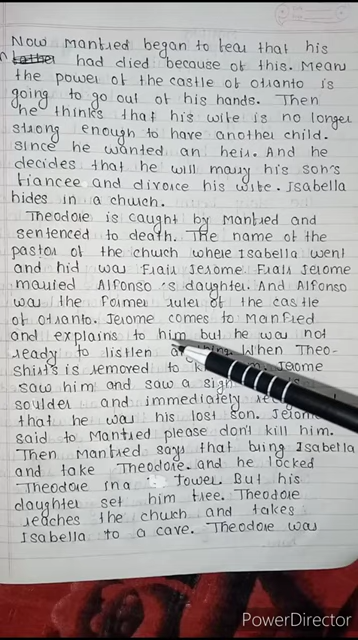 Now Manfred began to fear that his
had died because of this. Means
the power of the castle of otranto is
going to go out of his hands. Then
he thinks that his wife is no longer
strong enough to have another child.
since he wanted an heir. And he
decides that he will marry his son's
fiancee and divorce his wife. Isabella
hides in a church.
Theodore is caught by Manfred and
sentenced to death. The name of the
pastor of the church where Isabella went
and hid was Friar Jerome. Friar Jerome
married Alfonso's daughter. And Alfonso
was the former ruler of the castle
of otranto. Jerome comes to Manfred
and explains to him but he was not
ready to listlen. When Theo-
shirt's is removed to
saw him and saw a sign
soulder and immediately
that he was his lost son. Jerome
said to Manfred please don't kill him.
Then Manfred says that bring Isabella
and take Theodore. and he locked
Theodore in a tower. But his
daughter set him free. Theodore
reaches the church and takes
Isabella to a cave. Theodore was
PowerDirector